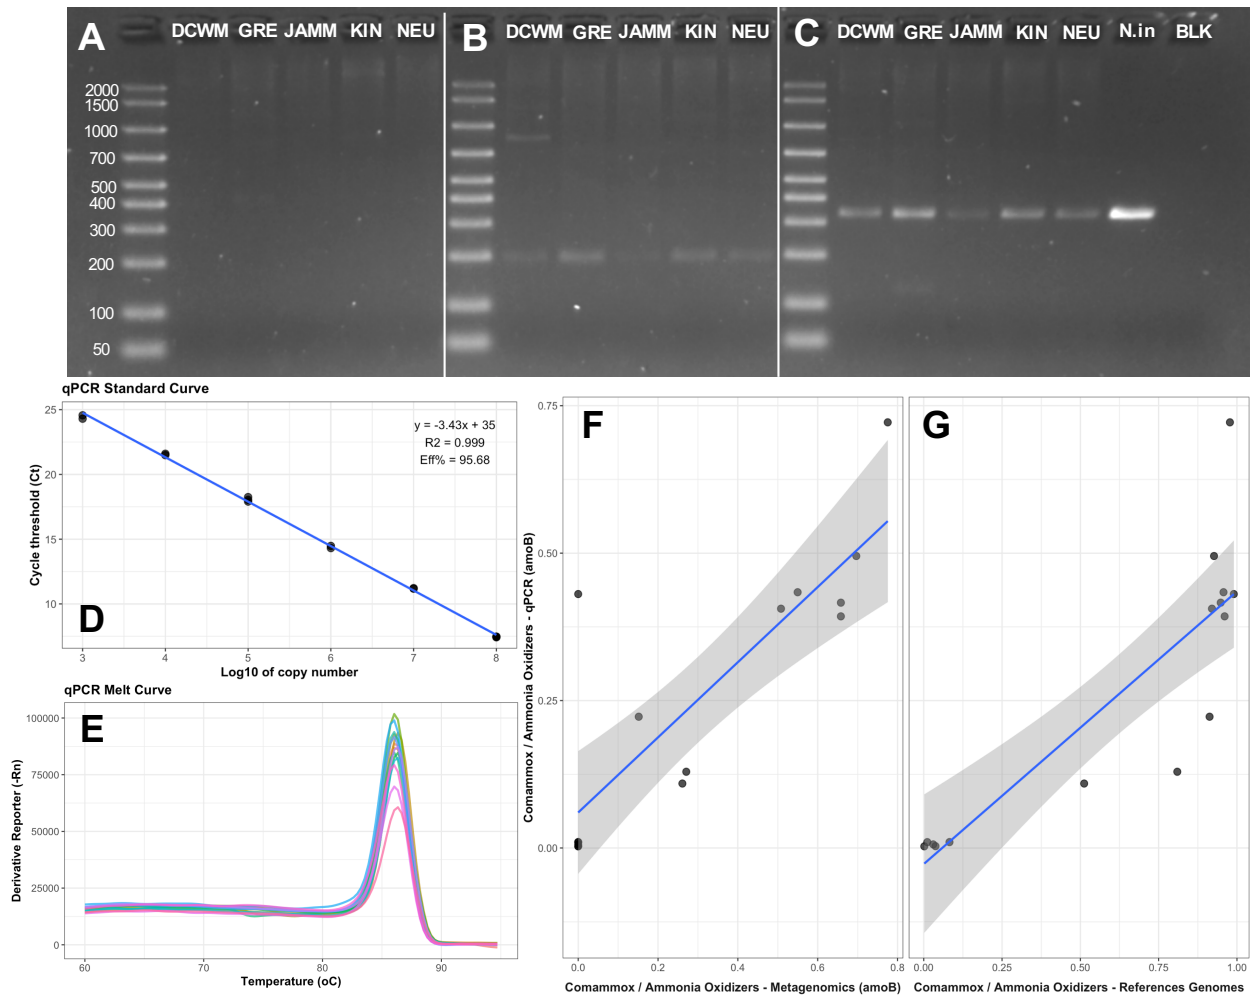 A DCWM GRE JAMM KIN NEU
B DCWM GRE JAMM KIN NEU
C DCWM GRE JAMM KIN NEU N.in BLK
2000
1500
1000
700
500
400
300
200
100
50
qPCR Standard Curve
y = -3.43x + 35
R2 = 0.999
Eff% = 95.68
25
20
15
10
Cycle threshold (Ct)
D
3 4 5 6 7 8
Log10 of copy number
qPCR Melt Curve
E
100000
75000
50000
25000
0
Derivative Reporter (-Rn)
60 70 80 90
Temperature (oC)
F
0.75
0.50
0.25
0.00
Comammox / Ammonia Oxidizers - qPCR (amoB)
0.0 0.2 0.4 0.6 0.8
Comammox / Ammonia Oxidizers - Metagenomics (amoB)
G
0.00 0.25 0.50 0.75 1.00
Comammox / Ammonia Oxidizers - References Genomes